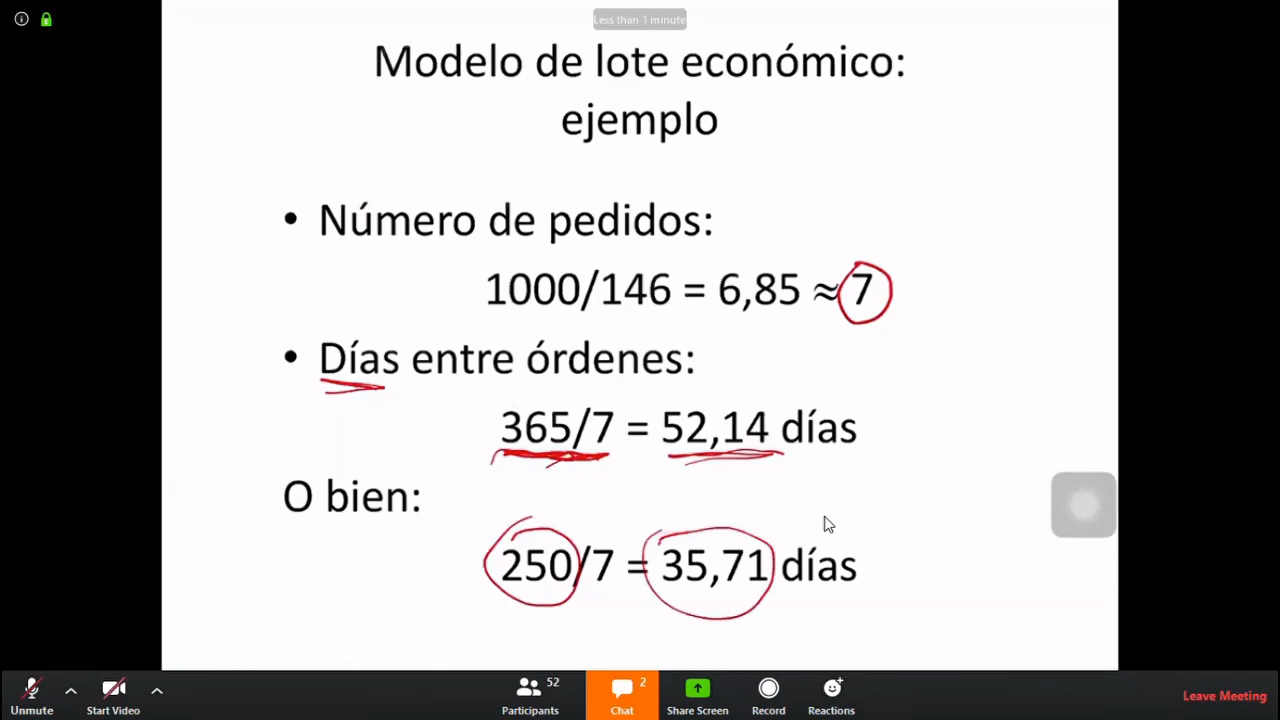 Less than 1 minute
Modelo de lote económico:
ejemplo
• Número de pedidos:
1000/146 = 6,85 ≈ 7
• Días entre órdenes:
365/7 = 52,14 días
O bien:
250/7 = 35,71 días
52
2
Unmute
Start Video
Participants
Chat
Share Screen
Record
Reactions
Leave Meeting